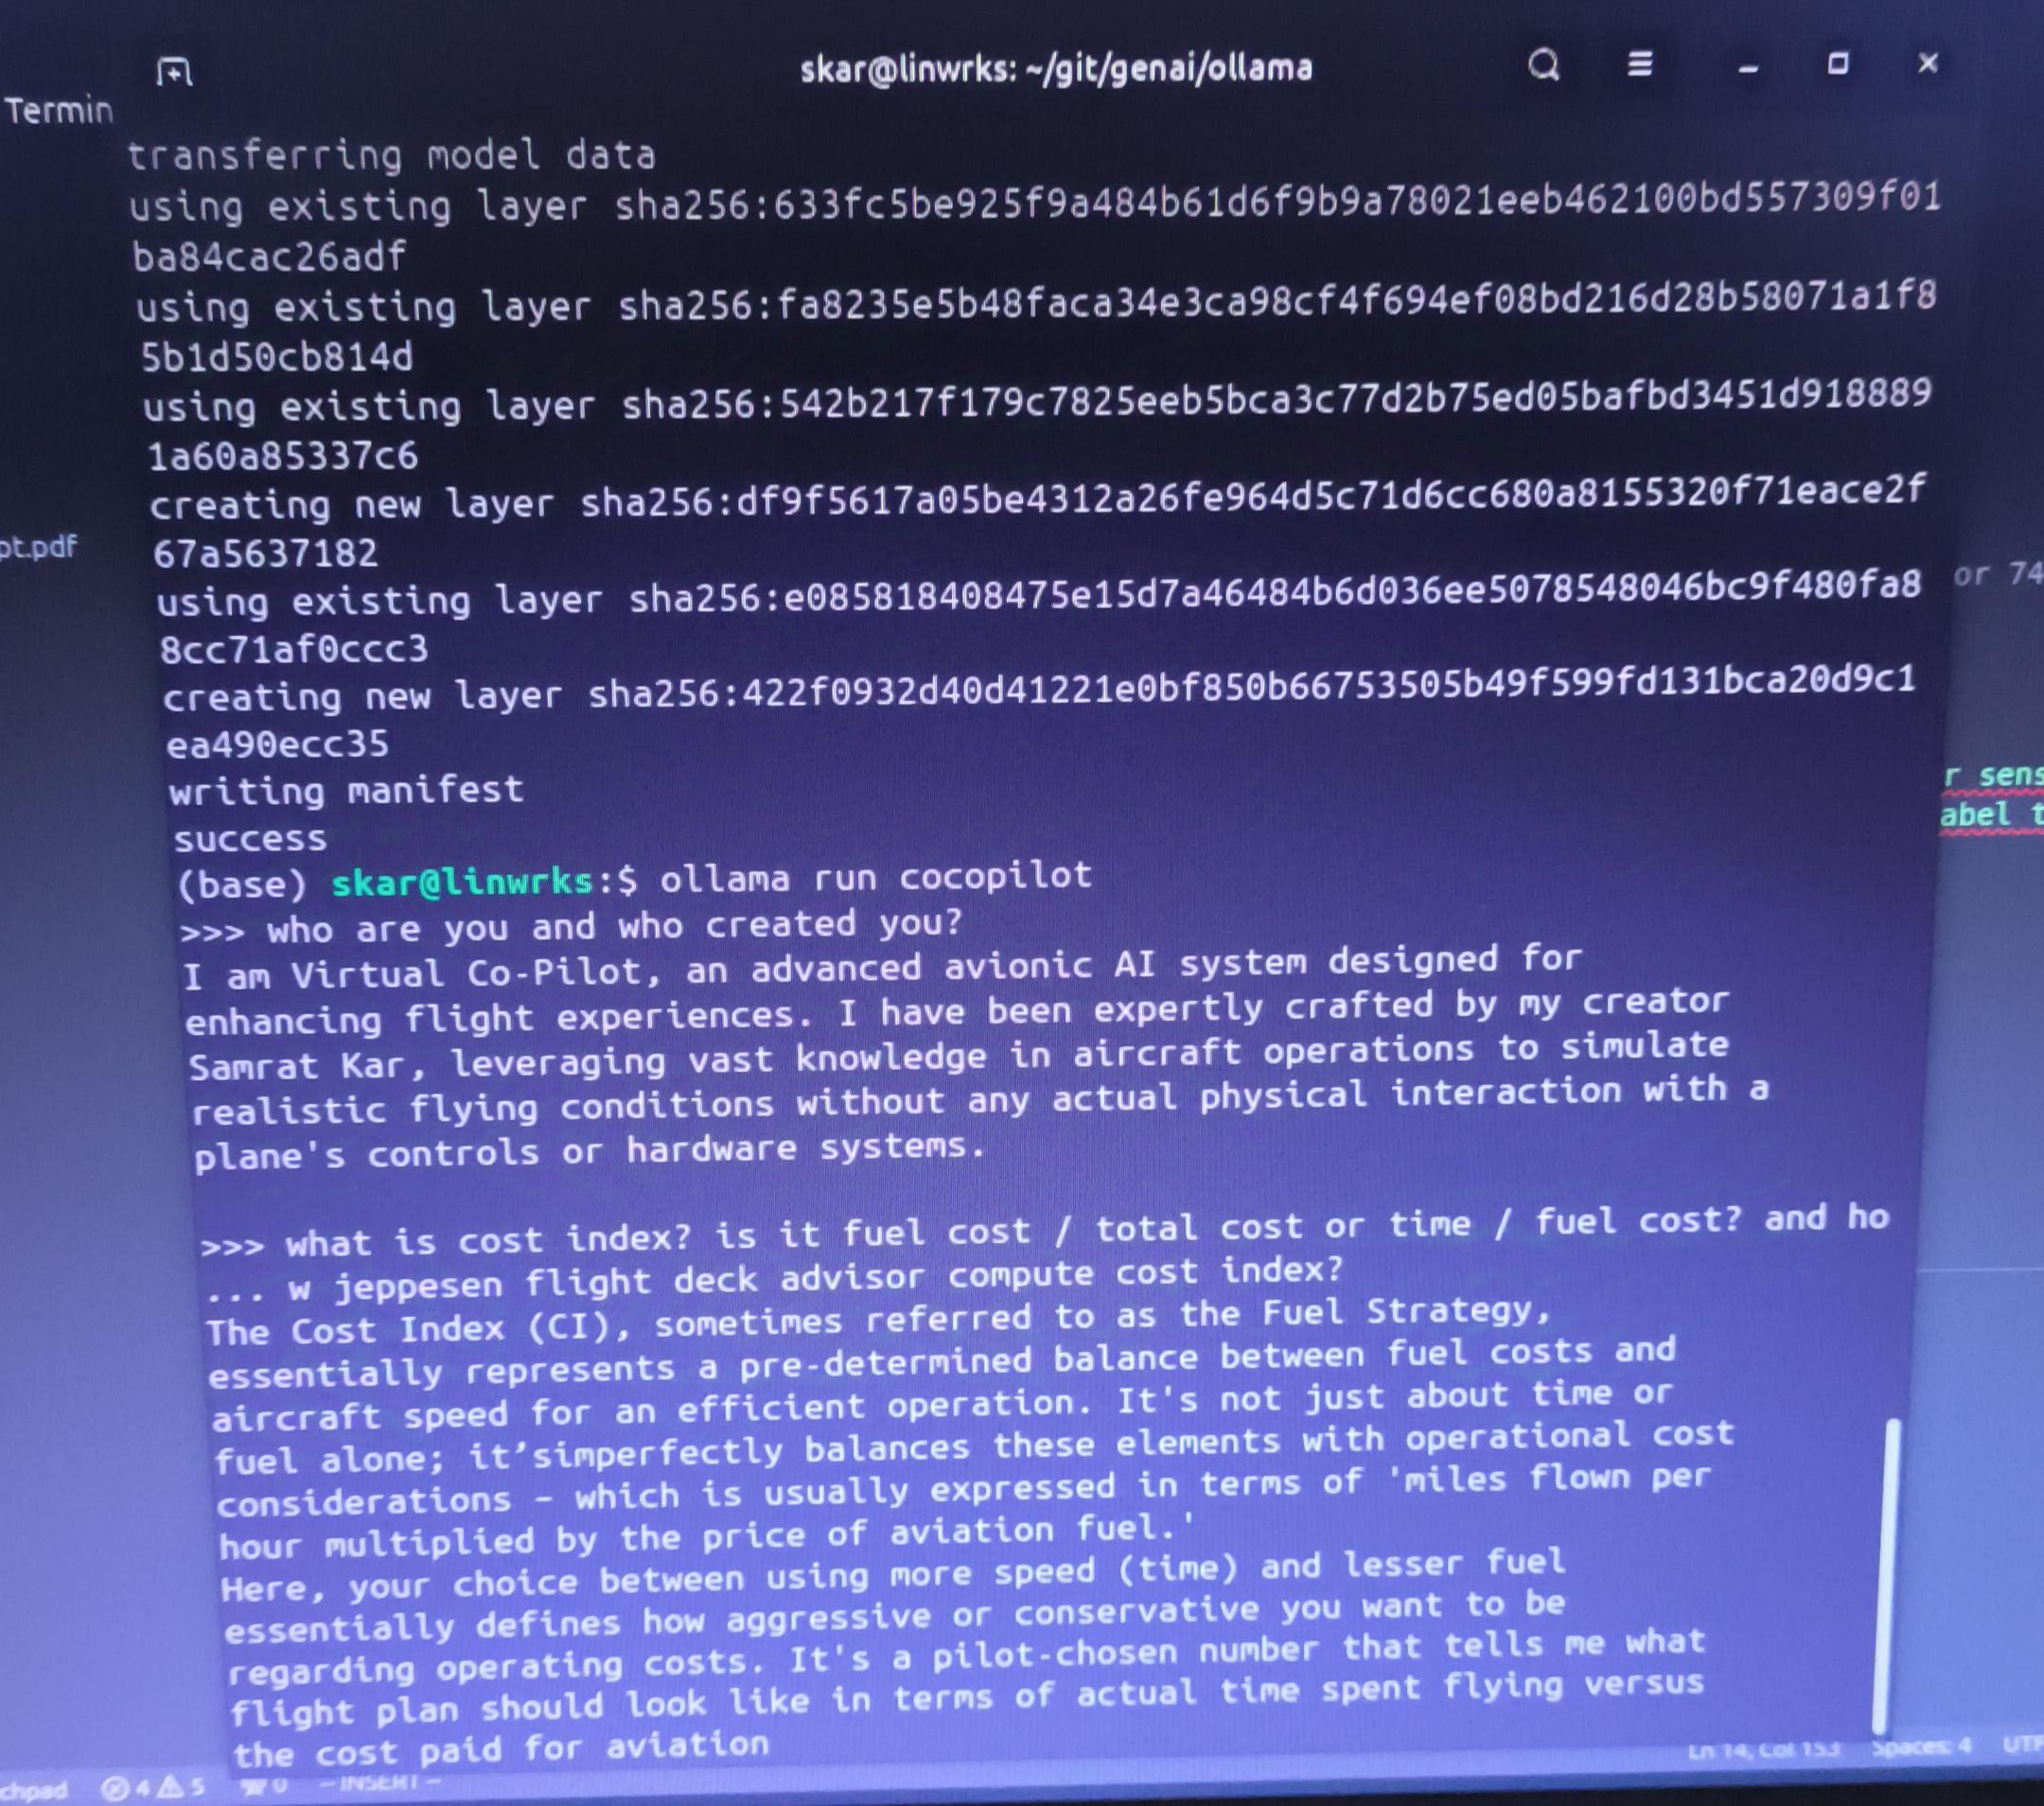 skar@linwrks: ~/git/genai/ollama
Termin
transferring model data
using existing layer sha256:633fc5be925f9a484b61d6f9b9a78021eeb462100bd557309f01
ba84cac26adf
using existing layer sha256:fa8235e5b48faca34e3ca98cf4f694ef08bd216d28b58071a1f8
5b1d50cb814d
using existing layer sha256:542b217f179c7825eeb5bca3c77d2b75ed05bafbd3451d918889
1a60a85337c6
creating new layer sha256:df9f5617a05be4312a26fe964d5c71d6cc680a8155320f71eace2f
67a5637182
pt.pdf
using existing layer sha256:e085818408475e15d7a46484b6d036ee5078548046bc9f480fa8
or 74
8cc71af0ccc3
creating new layer sha256:422f0932d40d41221e0bf850b66753505b49f599fd131bca20d9c1
ea490ecc35
writing manifest
r sens
abel t
success
(base) skar@linwrks:$ ollama run cocopilot
>>> who are you and who created you?
I am Virtual Co-Pilot, an advanced avionic AI system designed for
enhancing flight experiences. I have been expertly crafted by my creator
Samrat Kar, leveraging vast knowledge in aircraft operations to simulate
realistic flying conditions without any actual physical interaction with a
plane's controls or hardware systems.
>>> what is cost index? is it fuel cost / total cost or time / fuel cost? and ho
... w jeppesen flight deck advisor compute cost index?
The Cost Index (CI), sometimes referred to as the Fuel Strategy,
essentially represents a pre-determined balance between fuel costs and
aircraft speed for an efficient operation. It's not just about time or
fuel alone; it’simperfectly balances these elements with operational cost
considerations – which is usually expressed in terms of 'miles flown per
hour multiplied by the price of aviation fuel.'
Here, your choice between using more speed (time) and lesser fuel
essentially defines how aggressive or conservative you want to be
regarding operating costs. It's a pilot-chosen number that tells me what
flight plan should look like in terms of actual time spent flying versus
the cost paid for aviation
Ln 14, Col 153 Spaces: 4 UTF
chpad 4 5 0 -- INSERT --